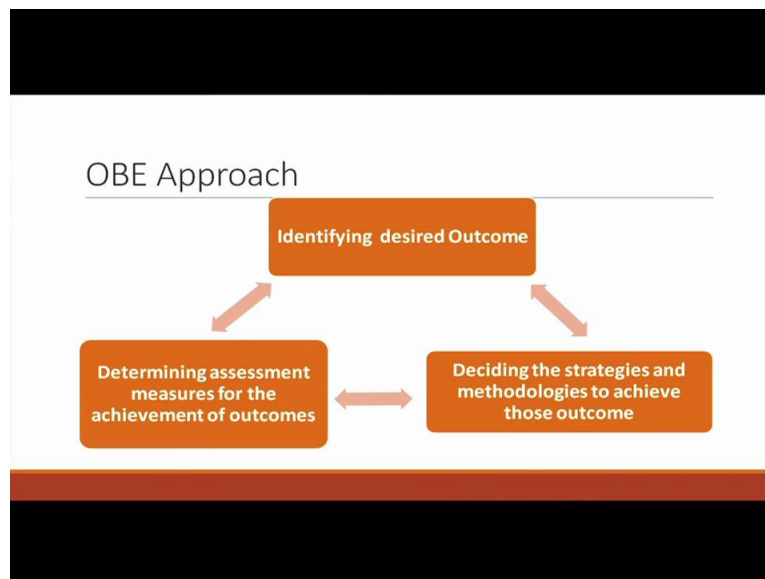 OBE Approach
Identifying desired Outcome
Determining assessment
measures for the
achievement of outcomes
Deciding the strategies and
methodologies to achieve
those outcome